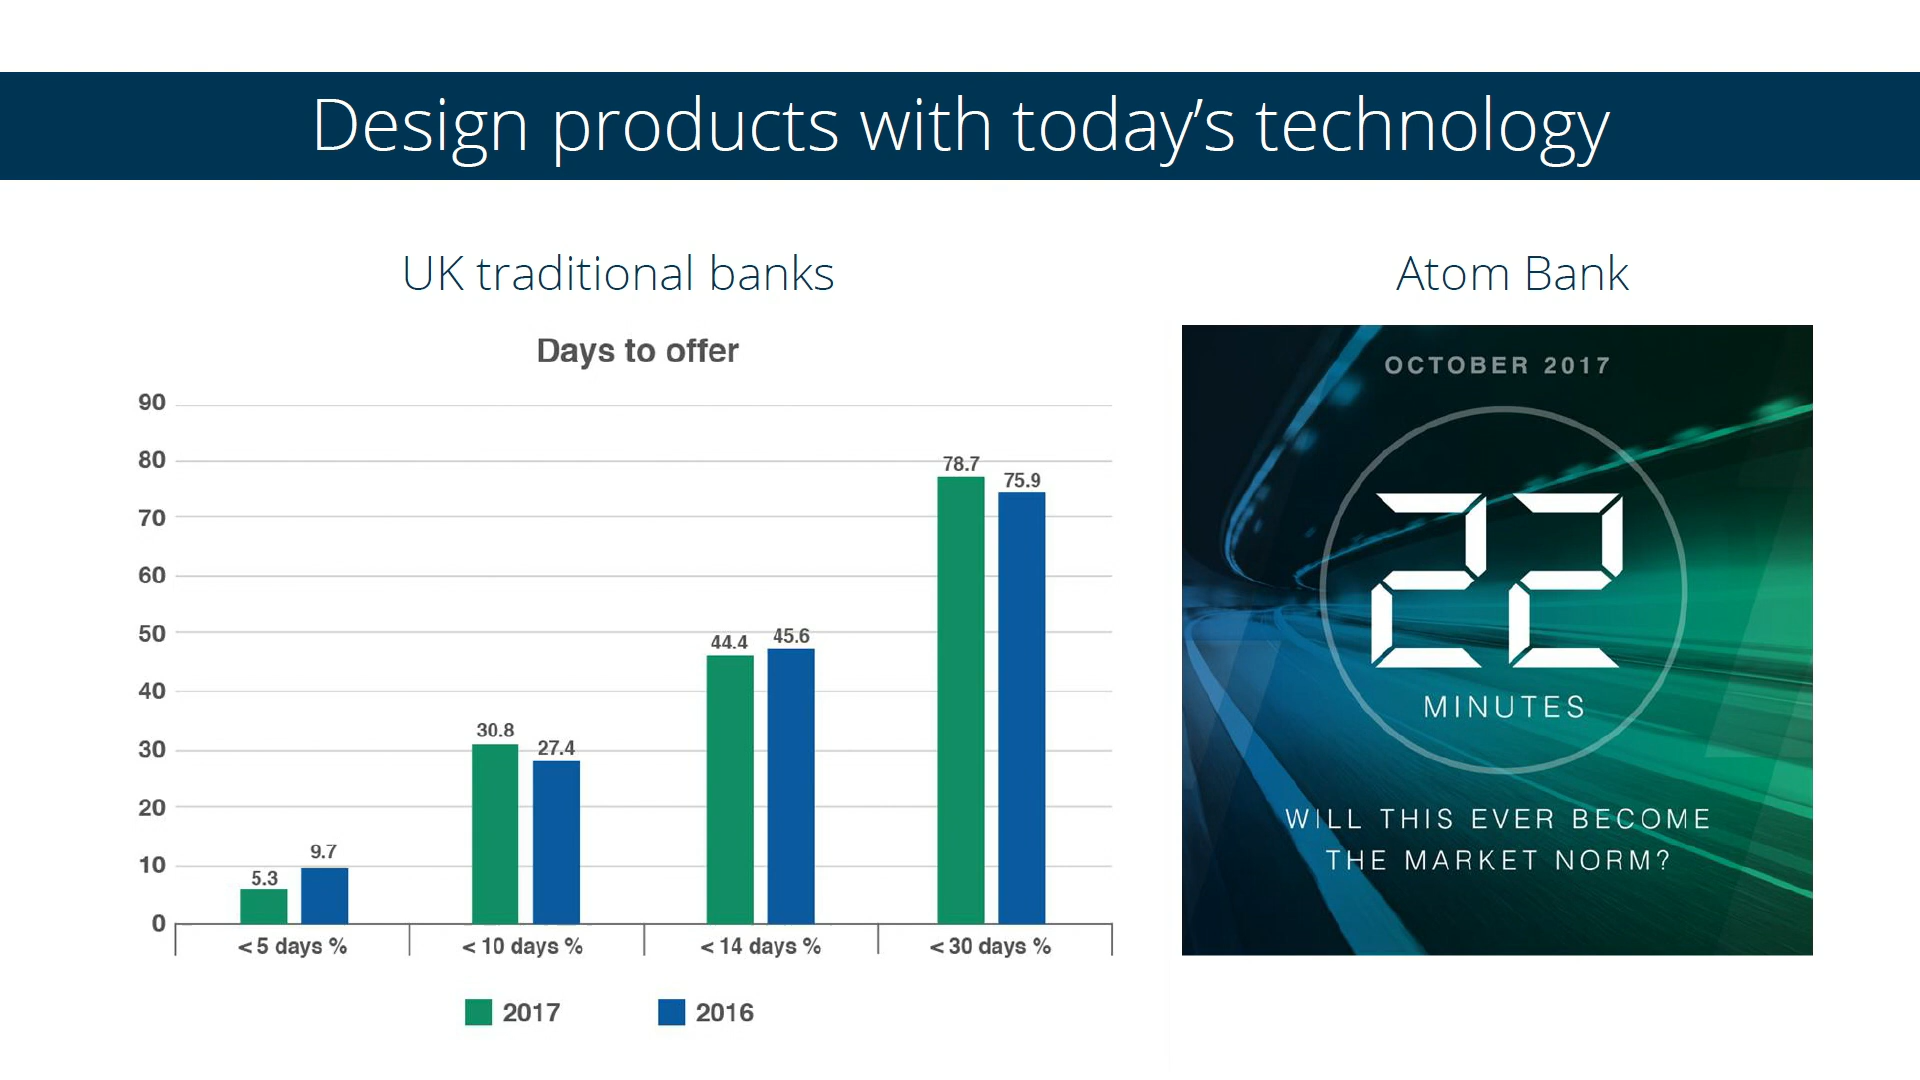 Design products with today's technology
UK traditional banks
Days to offer
90
80
70
60
50
40
30
20
10
0
5.3
9.7
30.8
27.4
44.4
45.6
78.7
75.9
< 5 days %
< 10 days %
< 14 days %
< 30 days %
2017
2016
Atom Bank
OCTOBER 2017
22
MINUTES
WILL THIS EVER BECOME
THE MARKET NORM?